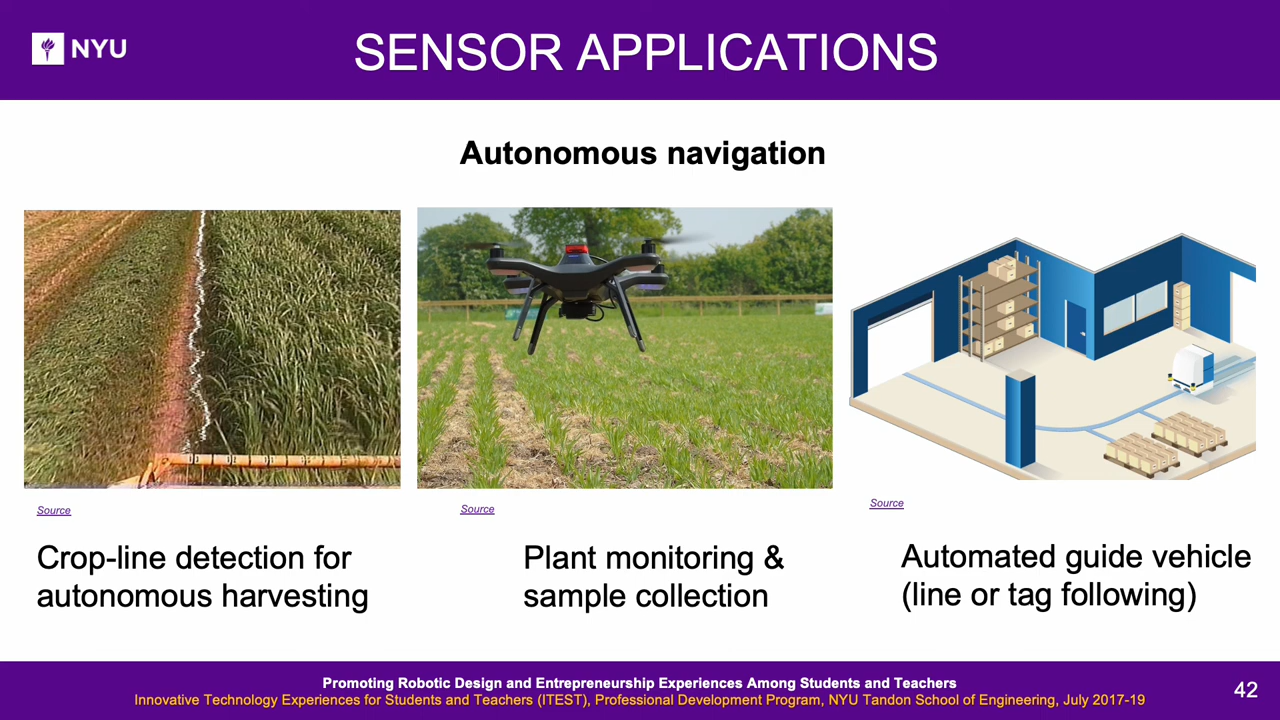 NYU
SENSOR APPLICATIONS
Autonomous navigation
Source
Source
Source
Crop-line detection for
autonomous harvesting
Plant monitoring &
sample collection
Automated guide vehicle
(line or tag following)
Promoting Robotic Design and Entrepreneurship Experiences Among Students and Teachers
Innovative Technology Experiences for Students and Teachers (ITEST), Professional Development Program, NYU Tandon School of Engineering, July 2017-19
42